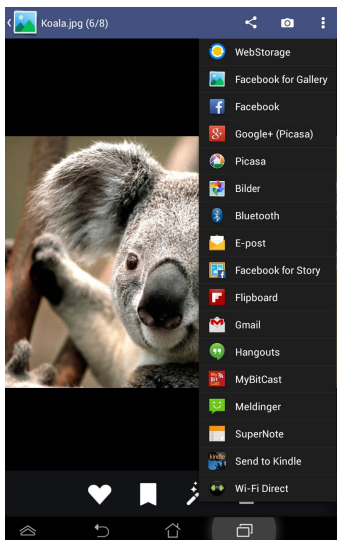 Koala.jpg (6/8)
WebStorage
Facebook for Gallery
Facebook
Google+ (Picasa)
Picasa
Bilder
Bluetooth
E-post
Facebook for Story
Flipboard
Gmail
Hangouts
MyBitCast
Meldinger
SuperNote
Send to Kindle
Wi-Fi Direct